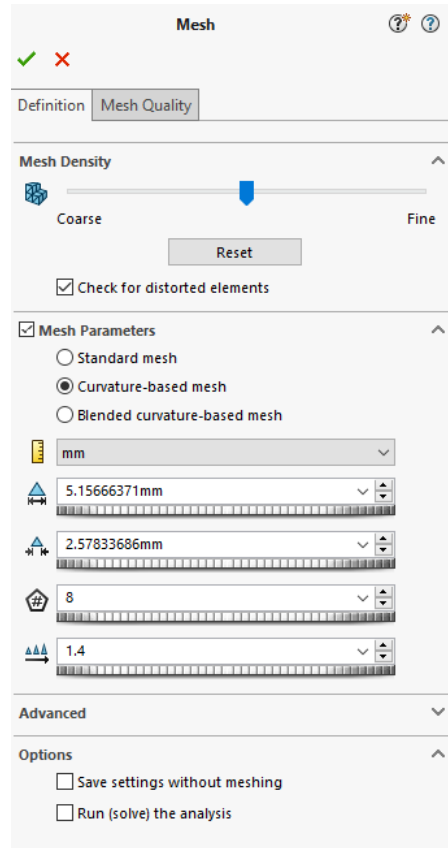 Mesh
Definition Mesh Quality
Mesh Density
Coarse Fine
Reset
Check for distorted elements
Mesh Parameters
Standard mesh
Curvature-based mesh
Blended curvature-based mesh
mm
5.15666371mm
2.57833686mm
8
1.4
Advanced
Options
Save settings without meshing
Run (solve) the analysis